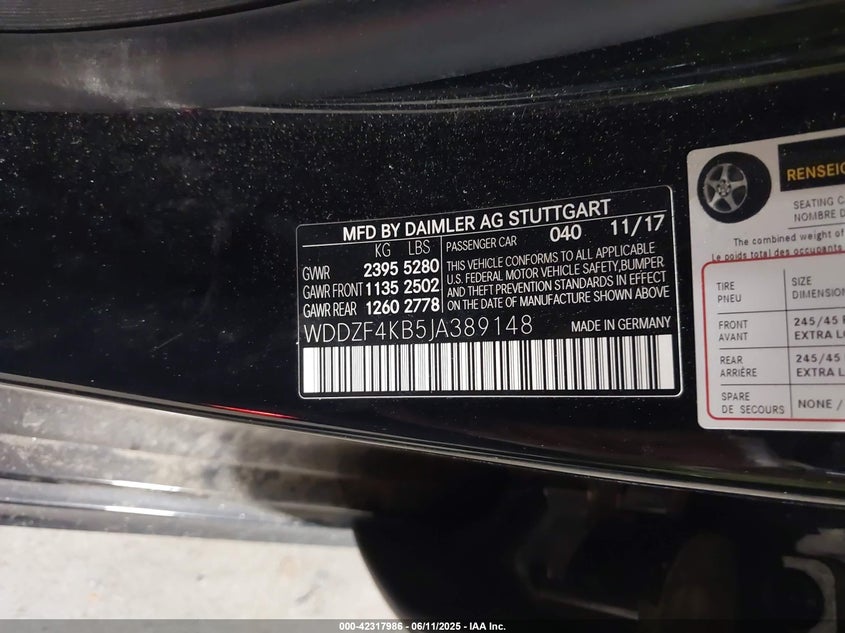 MFD BY DAIMLER AG STUTTGART
KG LBS
GVWR 2395 5280
GAWR FRONT 1135 2502
GAWR REAR 1260 2778
PASSENGER CAR 040 11/17
THIS VEHICLE CONFORMS TO ALL APPLICABLE
U.S. FEDERAL MOTOR VEHICLE SAFETY,BUMPER
AND THEFT PREVENTION STANDARDS IN EFFECT
ON THE DATE OF MANUFACTURE SHOWN ABOVE
WDDZF4KB5JA389148 MADE IN GERMANY
SEATING
NOMBRE
The combined weight of
Le poids total des occupants
TIRE SIZE
PNEU DIMENSION
FRONT 245/45
AVANT EXTRA
REAR 245/45
ARRIÈRE EXTRA
SPARE NONE /
DE SECOURS
000-42317986 - 06/11/2025 - IAA Inc.